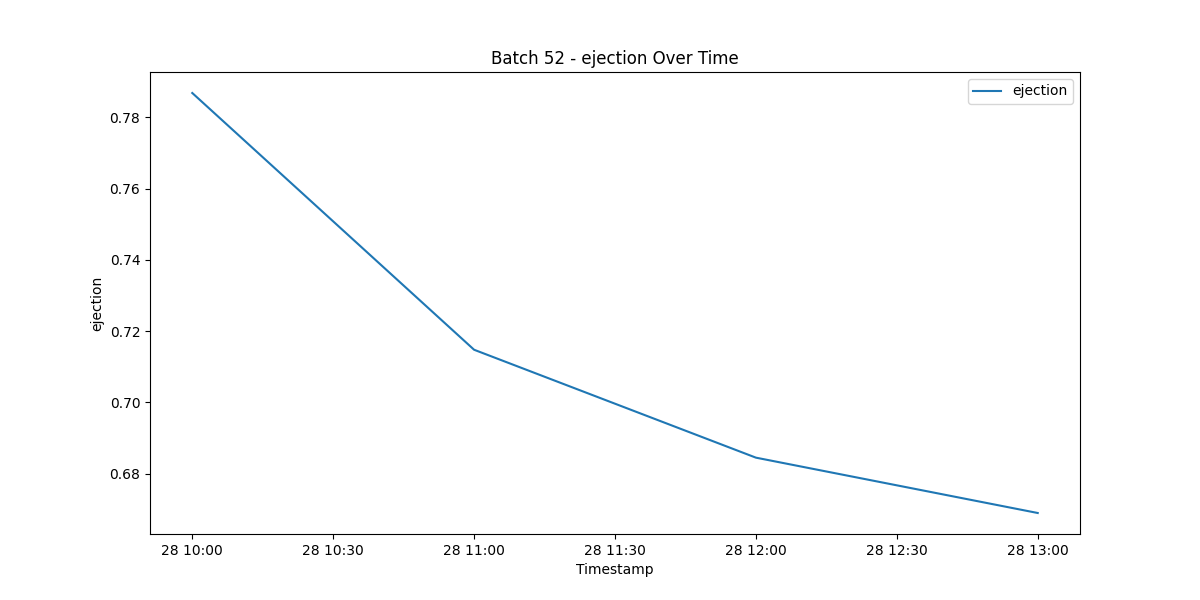 Batch 52 - ejection Over Time
ejection
0.78
0.76
0.74
0.72
0.70
0.68
ejection
28 10:00 28 10:30 28 11:00 28 11:30 28 12:00 28 12:30 28 13:00
Timestamp